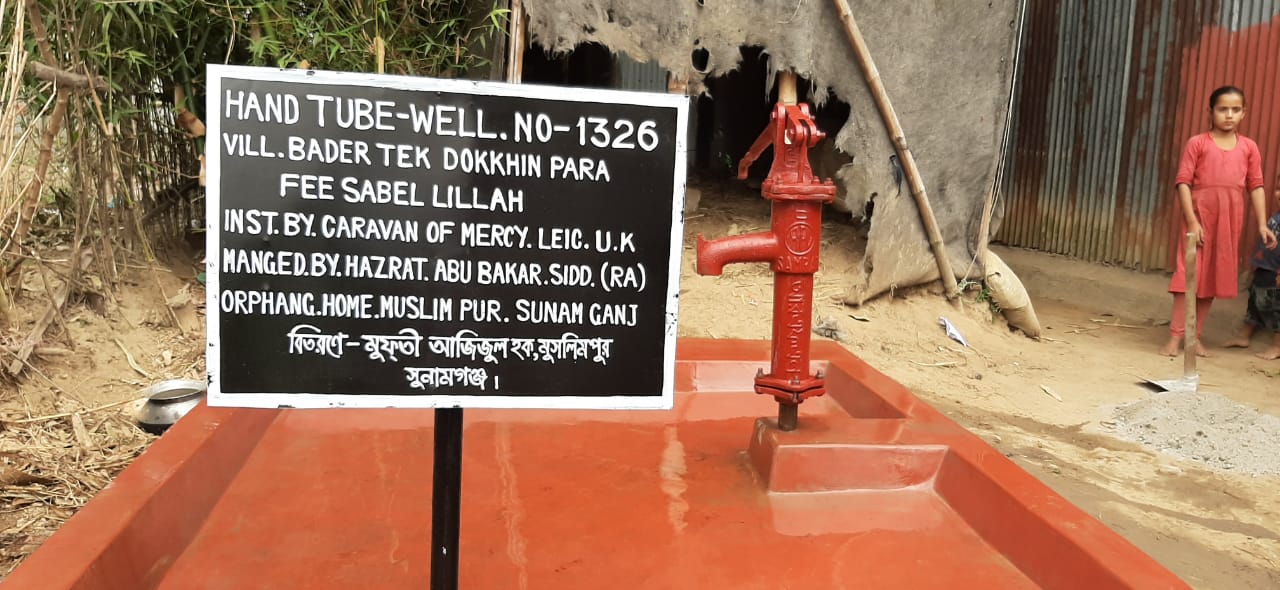 HAND TUBE-WELL. NO-1326
VILL. BADER TEK DOKKHIN PARA
FEE SABEL LILLAH
INST. BY. CARAVAN OF MERCY. LEIC. U.K
MANGED. BY. HAZRAT. ABU BAKAR. SIDD. (RA)
ORPHANG. HOME. MUSLIM PUR. SUNAM GANJ
বিতরণে - মুফ্তী আজিজুল হক, মুসলিমপুর
সুনামগঞ্জ।